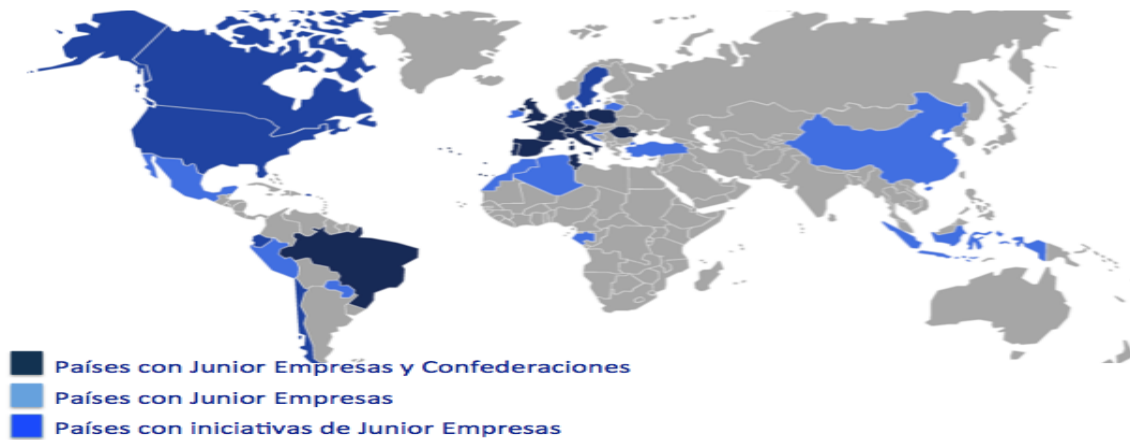 Países con Junior Empresas y Confederaciones
Países con Junior Empresas
Países con iniciativas de Junior Empresas